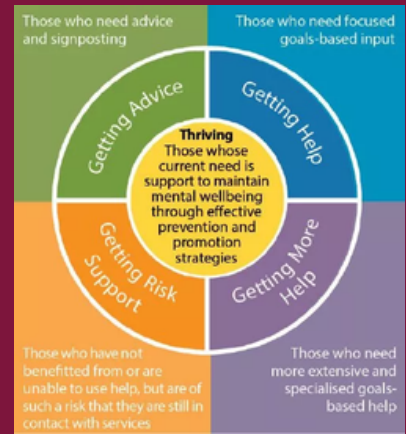 Those who need advice
and signposting
Those who need focused
goals-based input
Getting Advice
Getting Help
Thriving
Those whose
current need is
support to maintain
mental wellbeing
through effective
prevention and
promotion
strategies
Getting Risk
Support
Getting More
Help
Those who have not
benefitted from or are
unable to use help, but are of
such a risk that they are still in
contact with services
Those who need
more extensive and
specialised goals-
based help